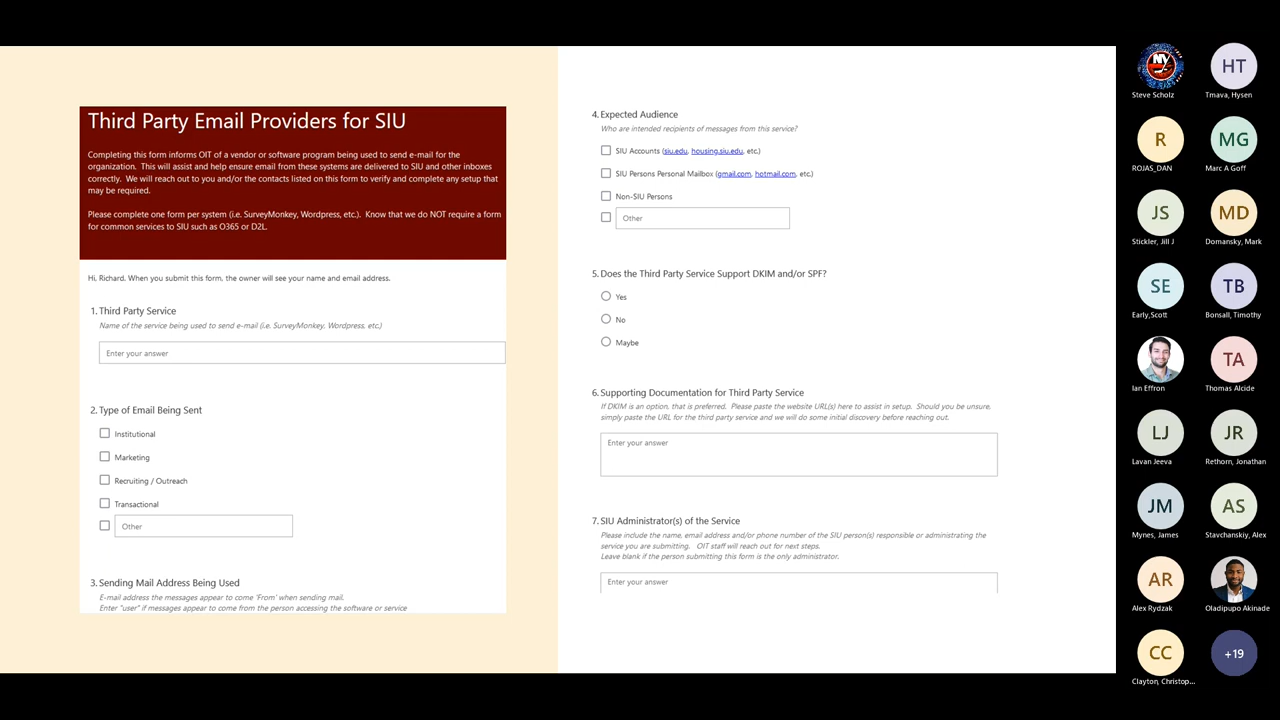 Third Party Email Providers for SIU
Completing this form informs OIT of a vendor or software program being used to send e-mail for the
organization. This will assist and help ensure email from these systems are delivered to SIU and other inboxes
correctly. We will reach out to you and/or the contacts listed on this form to verify and complete any setup that
may be required.
Please complete one form per system (i.e. SurveyMonkey, Wordpress, etc.). Know that we do NOT require a form
for common services to SIU such as O365 or D2L.
Hi, Richard. When you submit this form, the owner will see your name and email address.
1. Third Party Service
Name of the service being used to send e-mail (i.e. SurveyMonkey, Wordpress, etc.)
Enter your answer
2. Type of Email Being Sent
Institutional
Marketing
Recruiting / Outreach
Transactional
Other
3. Sending Mail Address Being Used
E-mail address the messages appear to come 'From' when sending mail.
Enter "user" if messages appear to come from the person accessing the software or service
4. Expected Audience
Who are intended recipients of messages from this service?
SIU Accounts (siu.edu, housing.siu.edu, etc.)
SIU Persons Personal Mailbox (gmail.com, hotmail.com, etc.)
Non-SIU Persons
Other
5. Does the Third Party Service Support DKIM and/or SPF?
Yes
No
Maybe
6. Supporting Documentation for Third Party Service
If DKIM is an option, that is preferred. Please paste the website URL(s) here to assist in setup. Should you be unsure,
simply paste the URL for the third party service and we will do some initial discovery before reaching out.
Enter your answer
7. SIU Administrator(s) of the Service
Please include the name, email address and/or phone number of the SIU person(s) responsible or administrating the
service you are submitting. OIT staff will reach out for next steps.
Leave blank if the person submitting this form is the only administrator.
Enter your answer
NY
HT
Steve Scholz
Tmava, Hysen
R
MG
ROJAS_DAN
Marc A Goff
JS
MD
Stickler, Jill J
Domansky, Mark
SE
TB
Early,Scott
Bonsall, Timothy
TA
Ian Effron
Thomas Alcide
LJ
JR
Lavan Jeeva
Rethorn, Jonathan
JM
AS
Mynes, James
Stavchanskiy, Alex
AR
Alex Rydzak
Oladipupo Akinade
CC
+19
Clayton, Christop...